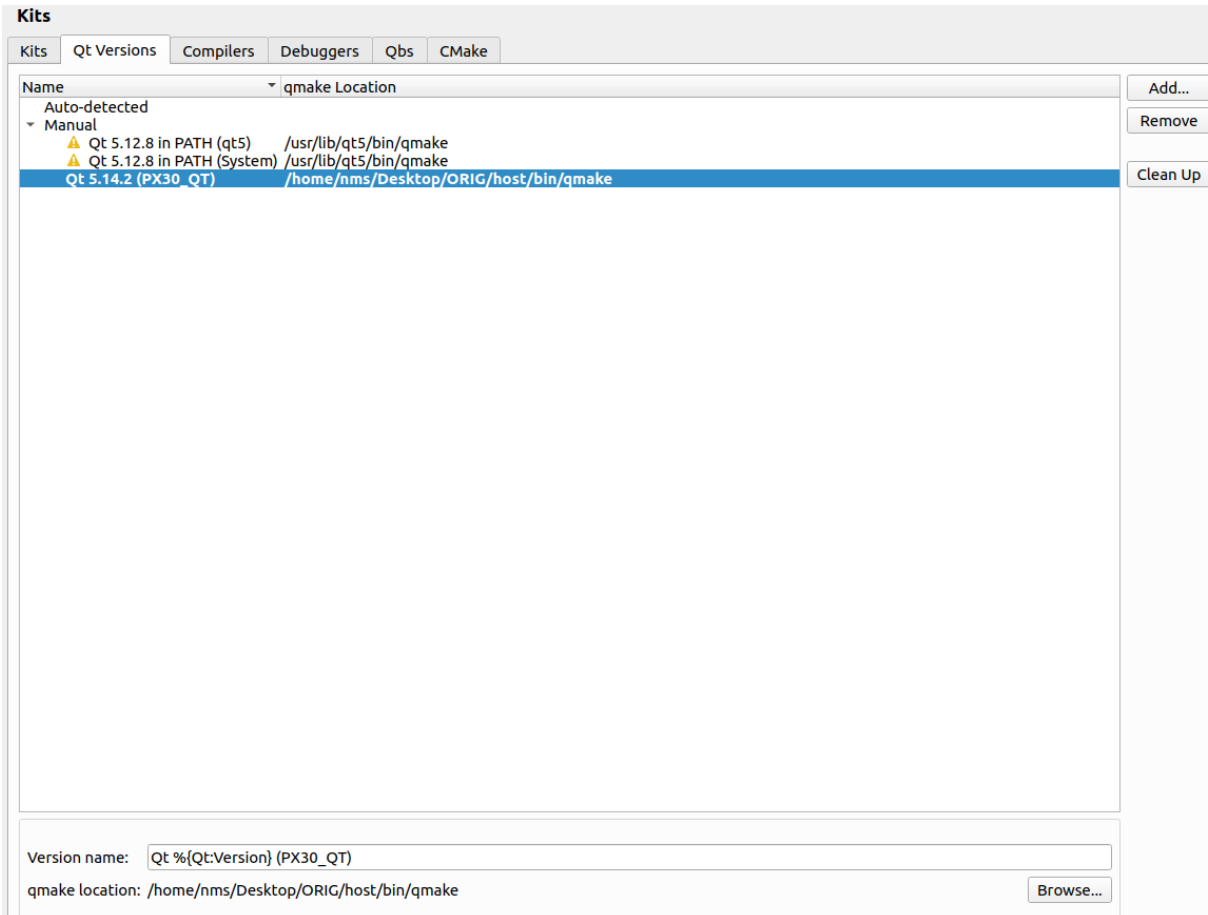 Kits
Kits Qt Versions Compilers Debuggers Qbs CMake
Name qmake Location
Add...
Auto-detected
Manual
Remove
Qt 5.12.8 in PATH (qt5) /usr/lib/qt5/bin/qmake
Qt 5.12.8 in PATH (System) /usr/lib/qt5/bin/qmake
Qt 5.14.2 (PX30_QT) /home/nms/Desktop/ORIG/host/bin/qmake
Clean Up
Version name: Qt %{Qt:Version} (PX30_QT)
qmake location: /home/nms/Desktop/ORIG/host/bin/qmake Browse...